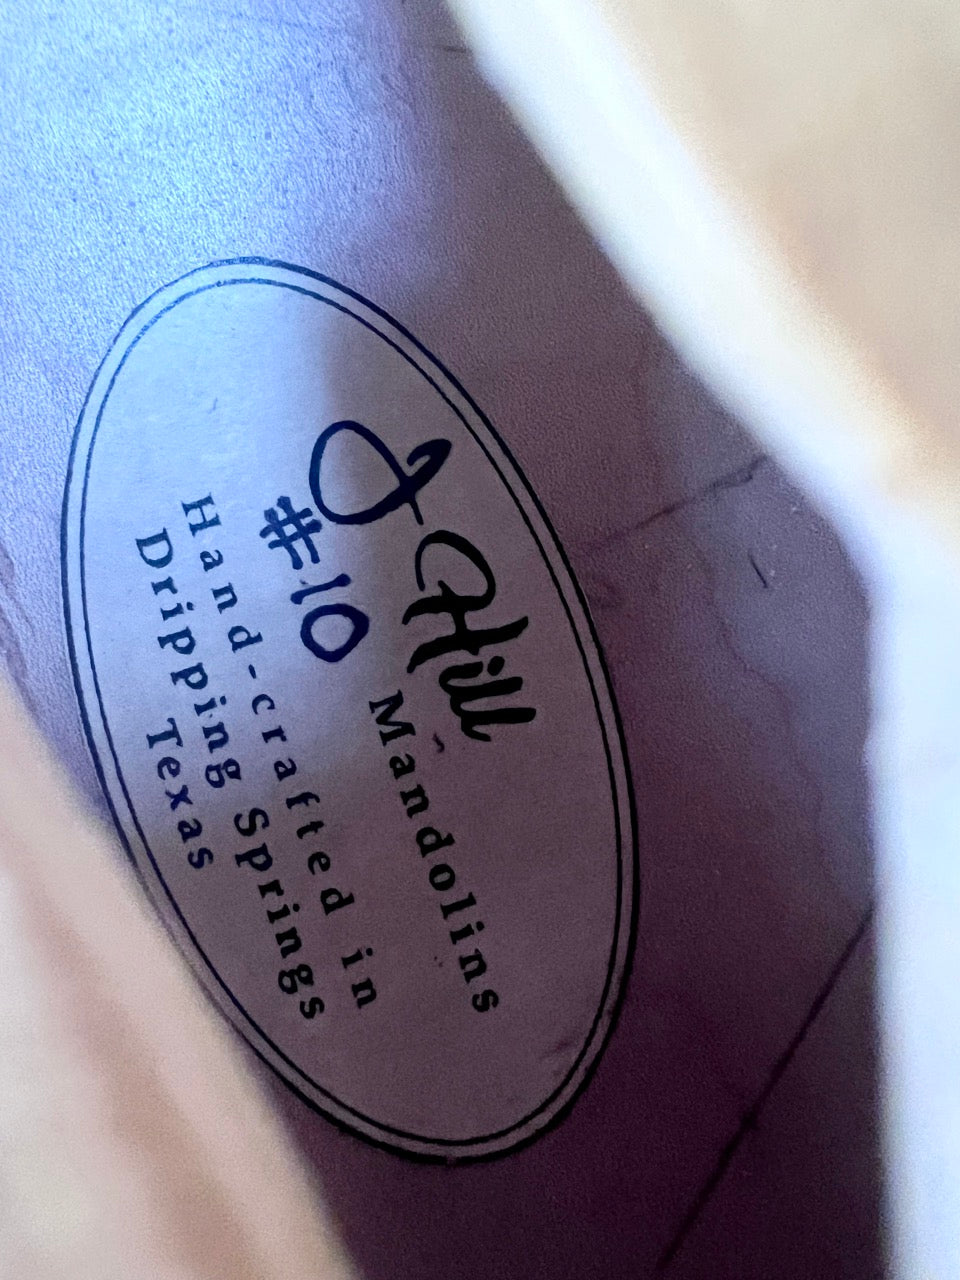 J Hill
Mandolins
#10
Hand-crafted in
Dripping Springs
Texas